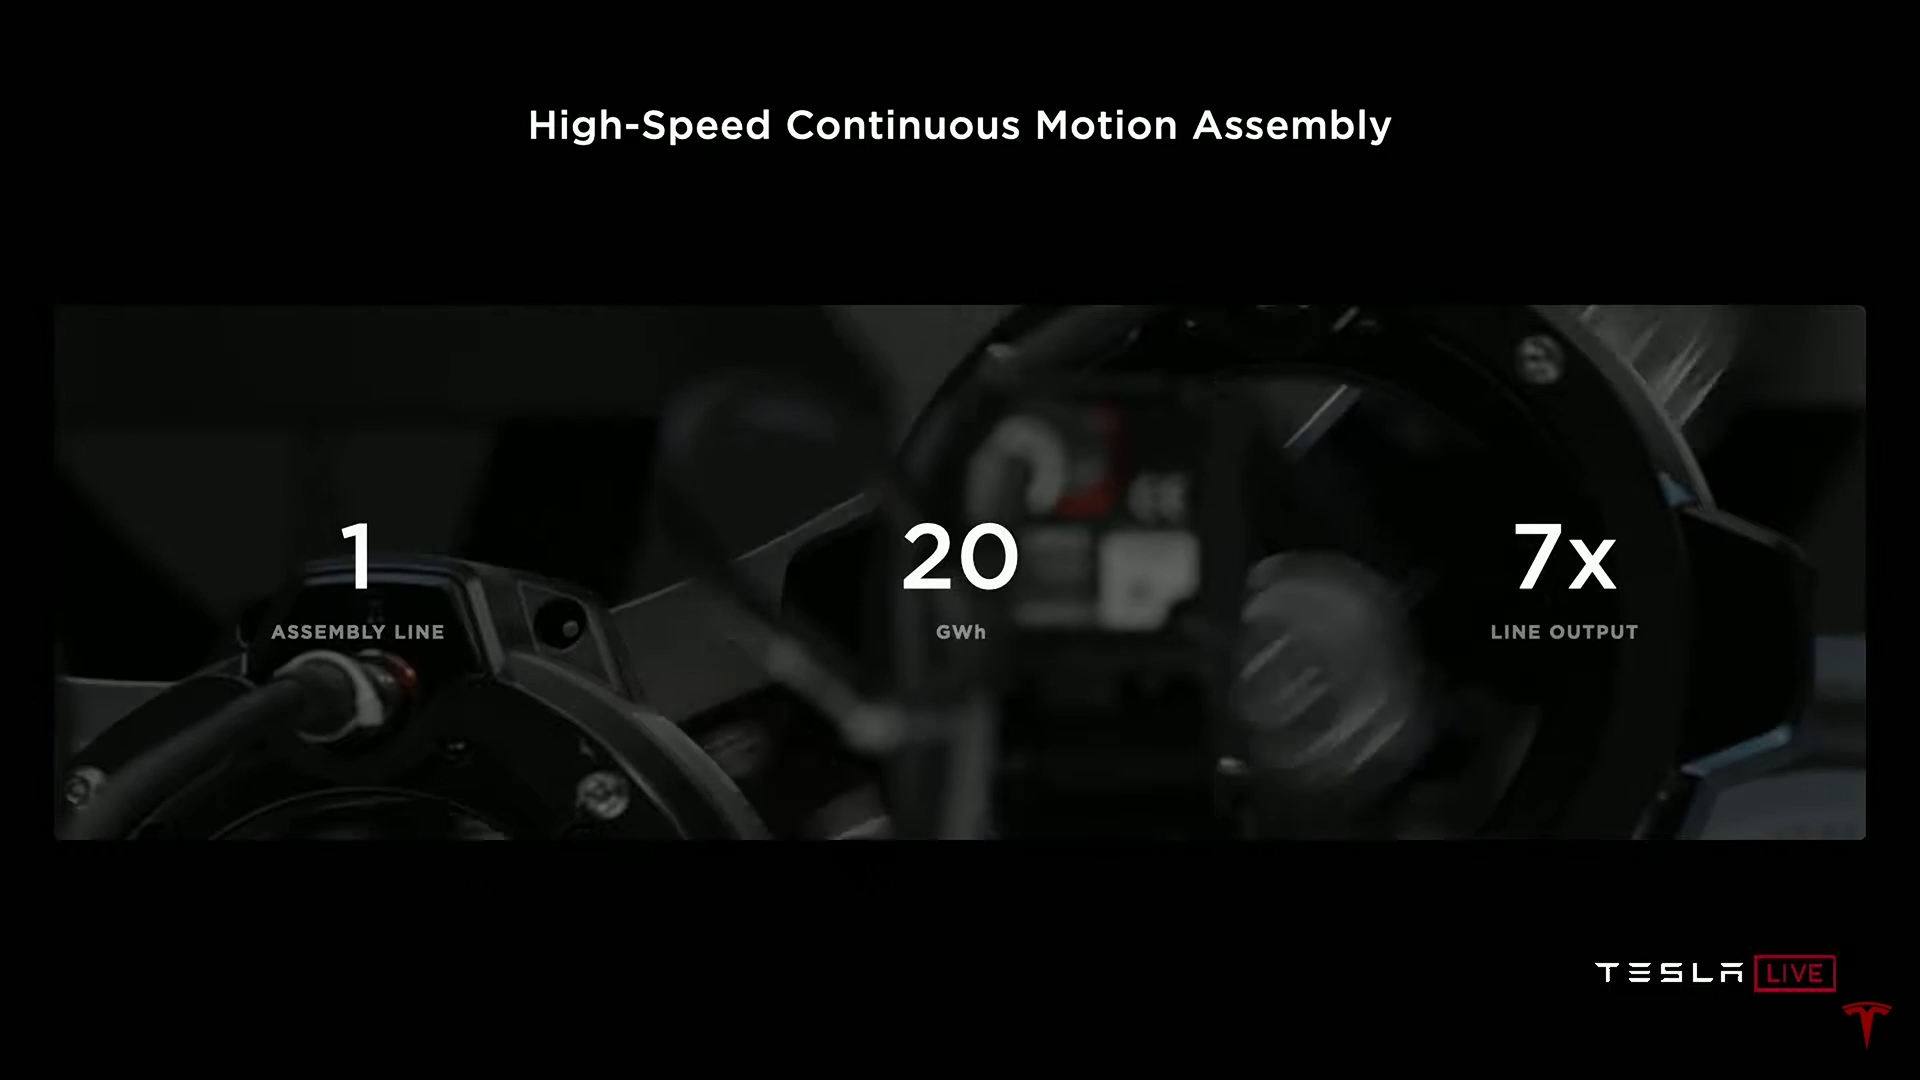 High-Speed Continuous Motion Assembly
1
ASSEMBLY LINE
20
GWh
7x
LINE OUTPUT
TESLA LIVE